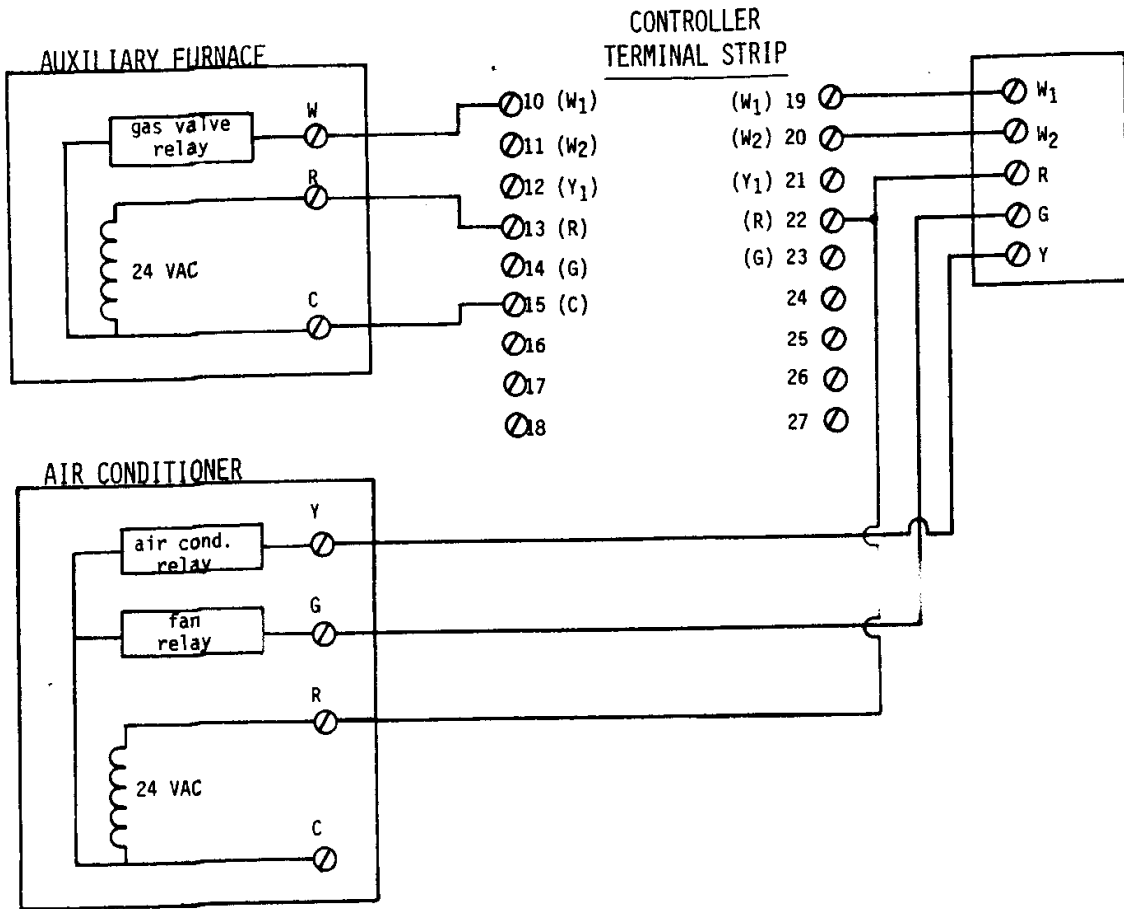 CONTROLLER
TERMINAL STRIP
AUXILIARY FURNACE
gas valve
relay
W
R
24 VAC
C
10 (W1)
11 (W2)
12 (Y1)
13 (R)
14 (G)
15 (C)
16
17
18
(W1) 19
(W2) 20
(Y1) 21
(R) 22
(G) 23
24
25
26
27
W1
W2
R
G
Y
AIR CONDITIONER
air cond.
relay
Y
fan
relay
G
R
24 VAC
C